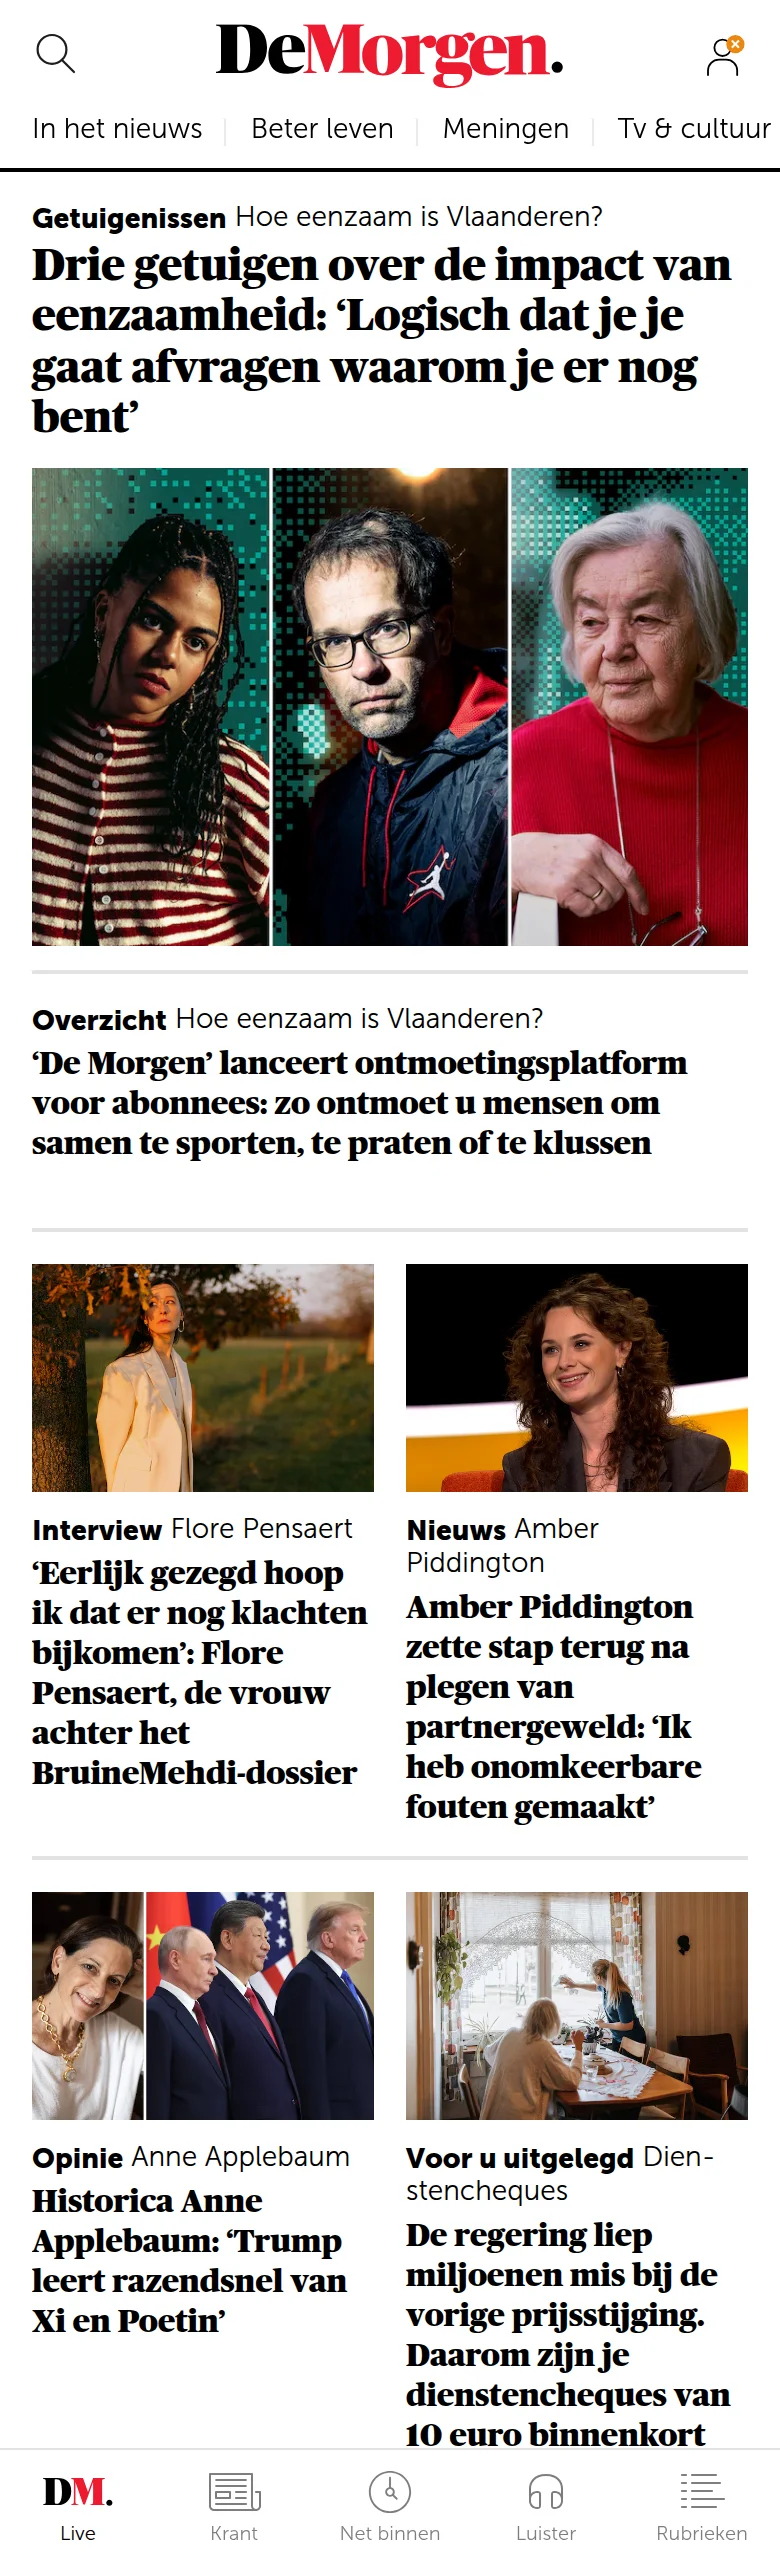 DeMorgen.
In het nieuws
Beter leven
Meningen
Tv & cultuur
Getuigenissen Hoe eenzaam is Vlaanderen?
Drie getuigen over de impact van
eenzaamheid: ‘Logisch dat je je
gaat afvragen waarom je er nog
bent’
Overzicht Hoe eenzaam is Vlaanderen?
‘De Morgen’ lanceert ontmoetingsplatform
voor abonnees: zo ontmoet u mensen om
samen te sporten, te praten of te klussen
Interview Flore Pensaert
‘Eerlijk gezegd hoop
ik dat er nog klachten
bijkomen’: Flore
Pensaert, de vrouw
achter het
BruineMehdi-dossier
Nieuws Amber
Piddington
Amber Piddington
zette stap terug na
plegen van
partnergeweld: ‘Ik
heb onomkeerbare
fouten gemaakt’
Opinie Anne Applebaum
Historica Anne
Applebaum: ‘Trump
leert razendsnel van
Xi en Poetin’
Voor u uitgelegd Dien-
stencheques
De regering liep
miljoenen mis bij de
vorige prijsstijging.
Daarom zijn je
dienstencheques van
10 euro binnenkort
DM.
Live
Krant
Net binnen
Luister
Rubrieken